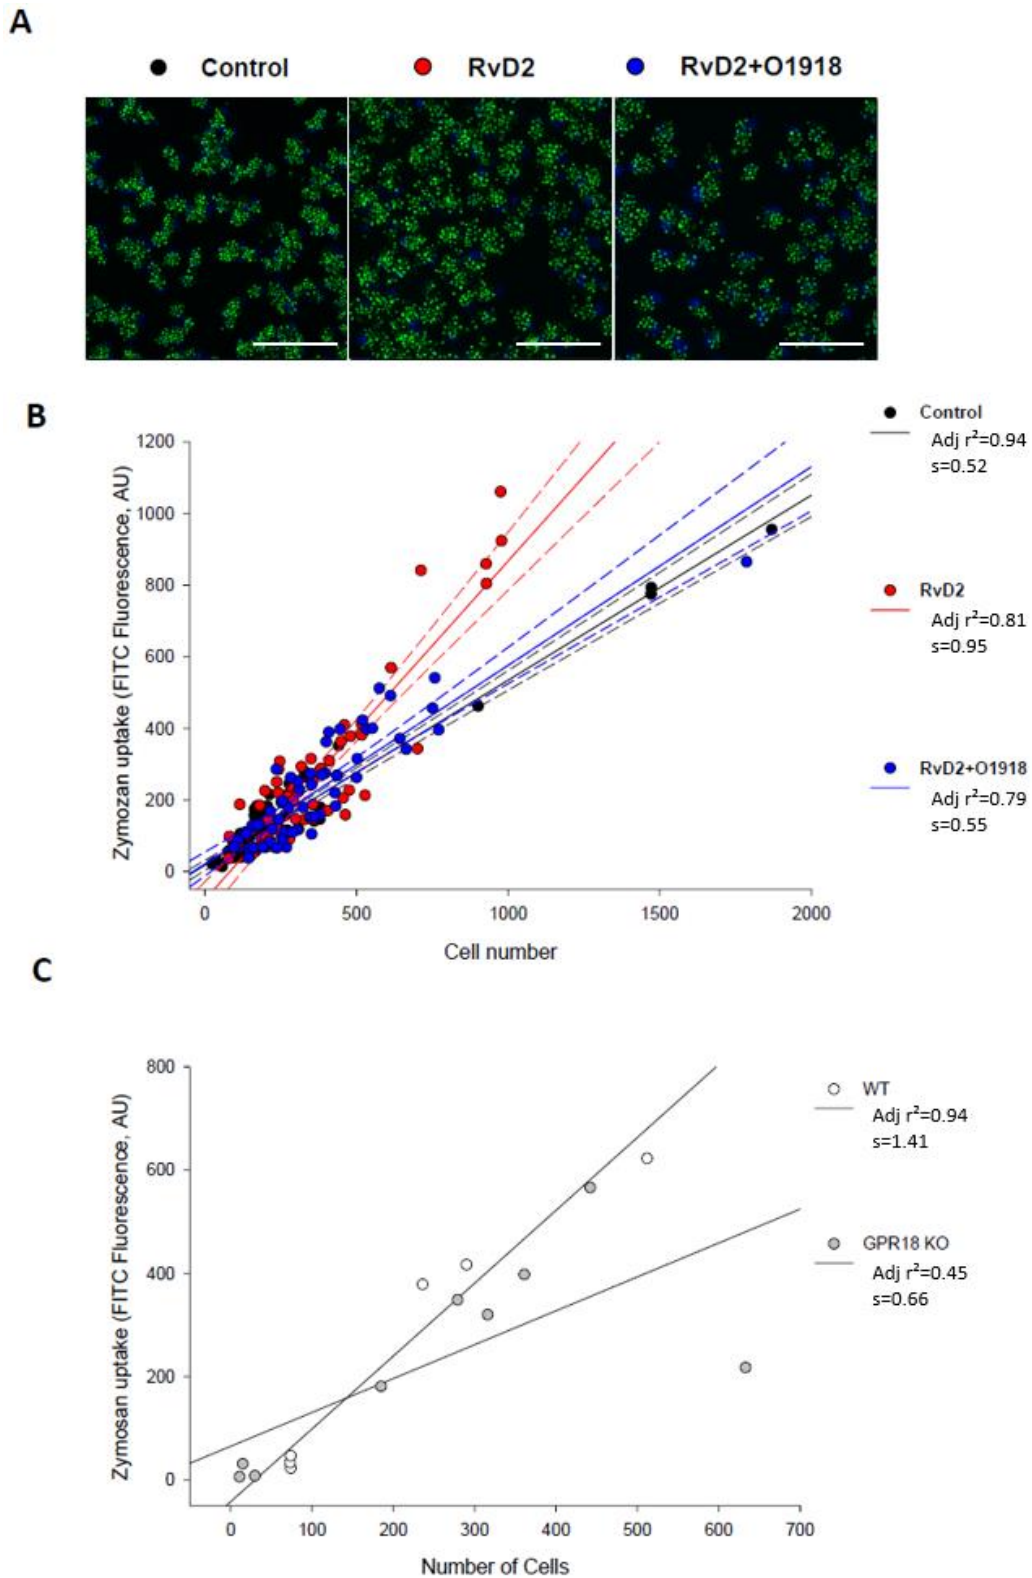 A
Control RvD2 RvD2+O1918
B
Zymozan uptake (FITC Fluorescence, AU)
1200
1000
800
600
400
200
0
0 500 1000 1500 2000
Cell number
Control
Adj r²=0.94
s=0.52
RvD2
Adj r²=0.81
s=0.95
RvD2+O1918
Adj r²=0.79
s=0.55
C
Zymosan uptake (FITC Fluorescence, AU)
800
600
400
200
0
0 100 200 300 400 500 600 700
Number of Cells
WT
Adj r²=0.94
s=1.41
GPR18 KO
Adj r²=0.45
s=0.66